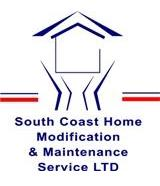 South Coast Home
Modification
& Maintenance
Service LTD